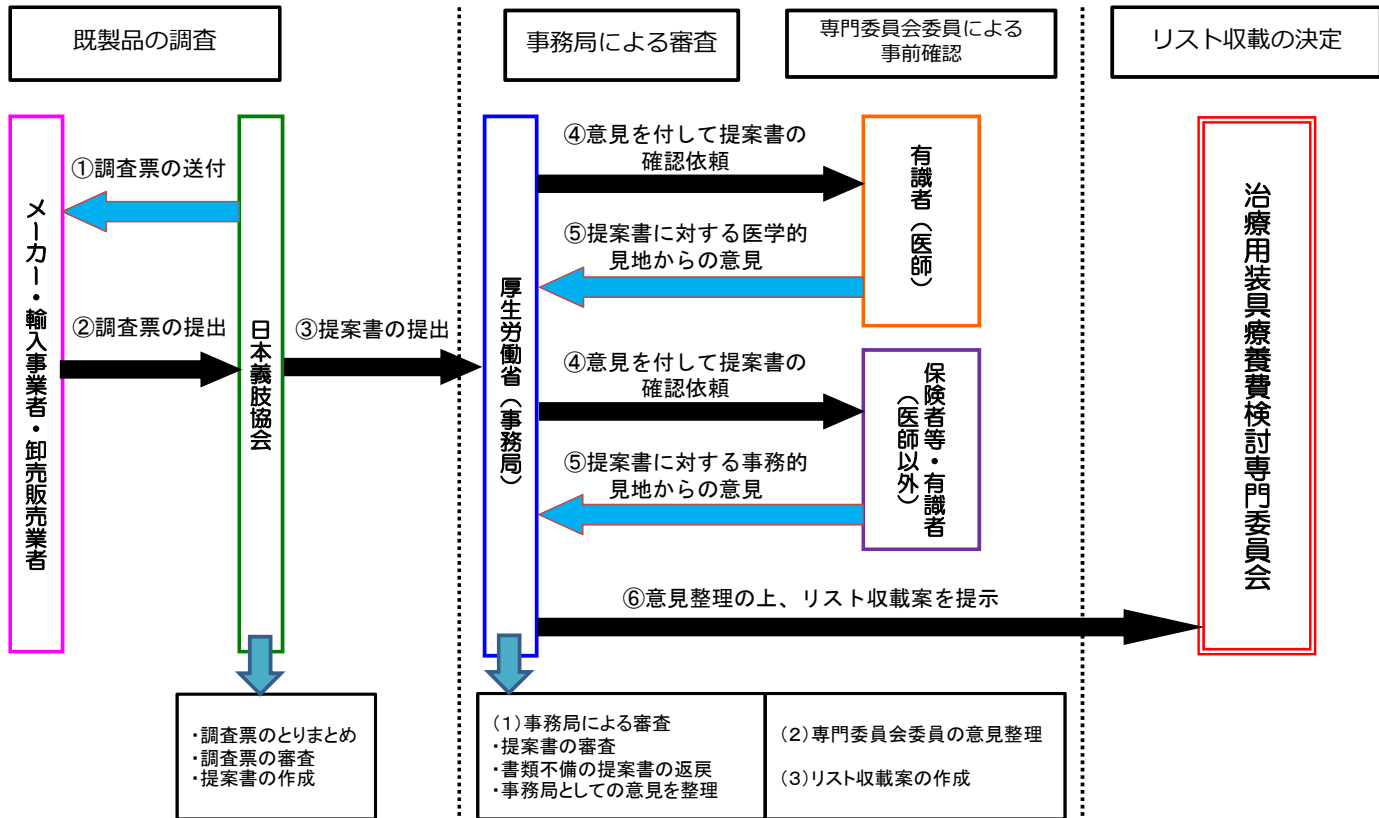 既製品の調査
事務局による審査
専門委員会委員による
事前確認
リスト収載の決定
メーカー・輸入事業者・卸売販売業者
①調査票の送付
②調査票の提出
日本義肢協会
③提案書の提出
厚生労働省（事務局）
④意見を付して提案書の
確認依頼
⑤提案書に対する医学的
見地からの意見
有識者（医師）
④意見を付して提案書の
確認依頼
⑤提案書に対する事務的
見地からの意見
保険者等・有識者
（医師以外）
⑥意見整理の上、リスト収載案を提示
治療用装具療養費検討専門委員会
・調査票のとりまとめ
・調査票の審査
・提案書の作成
（１）事務局による審査
・提案書の審査
・書類不備の提案書の返戻
・事務局としての意見を整理
（２）専門委員会委員の意見整理
（３）リスト収載案の作成